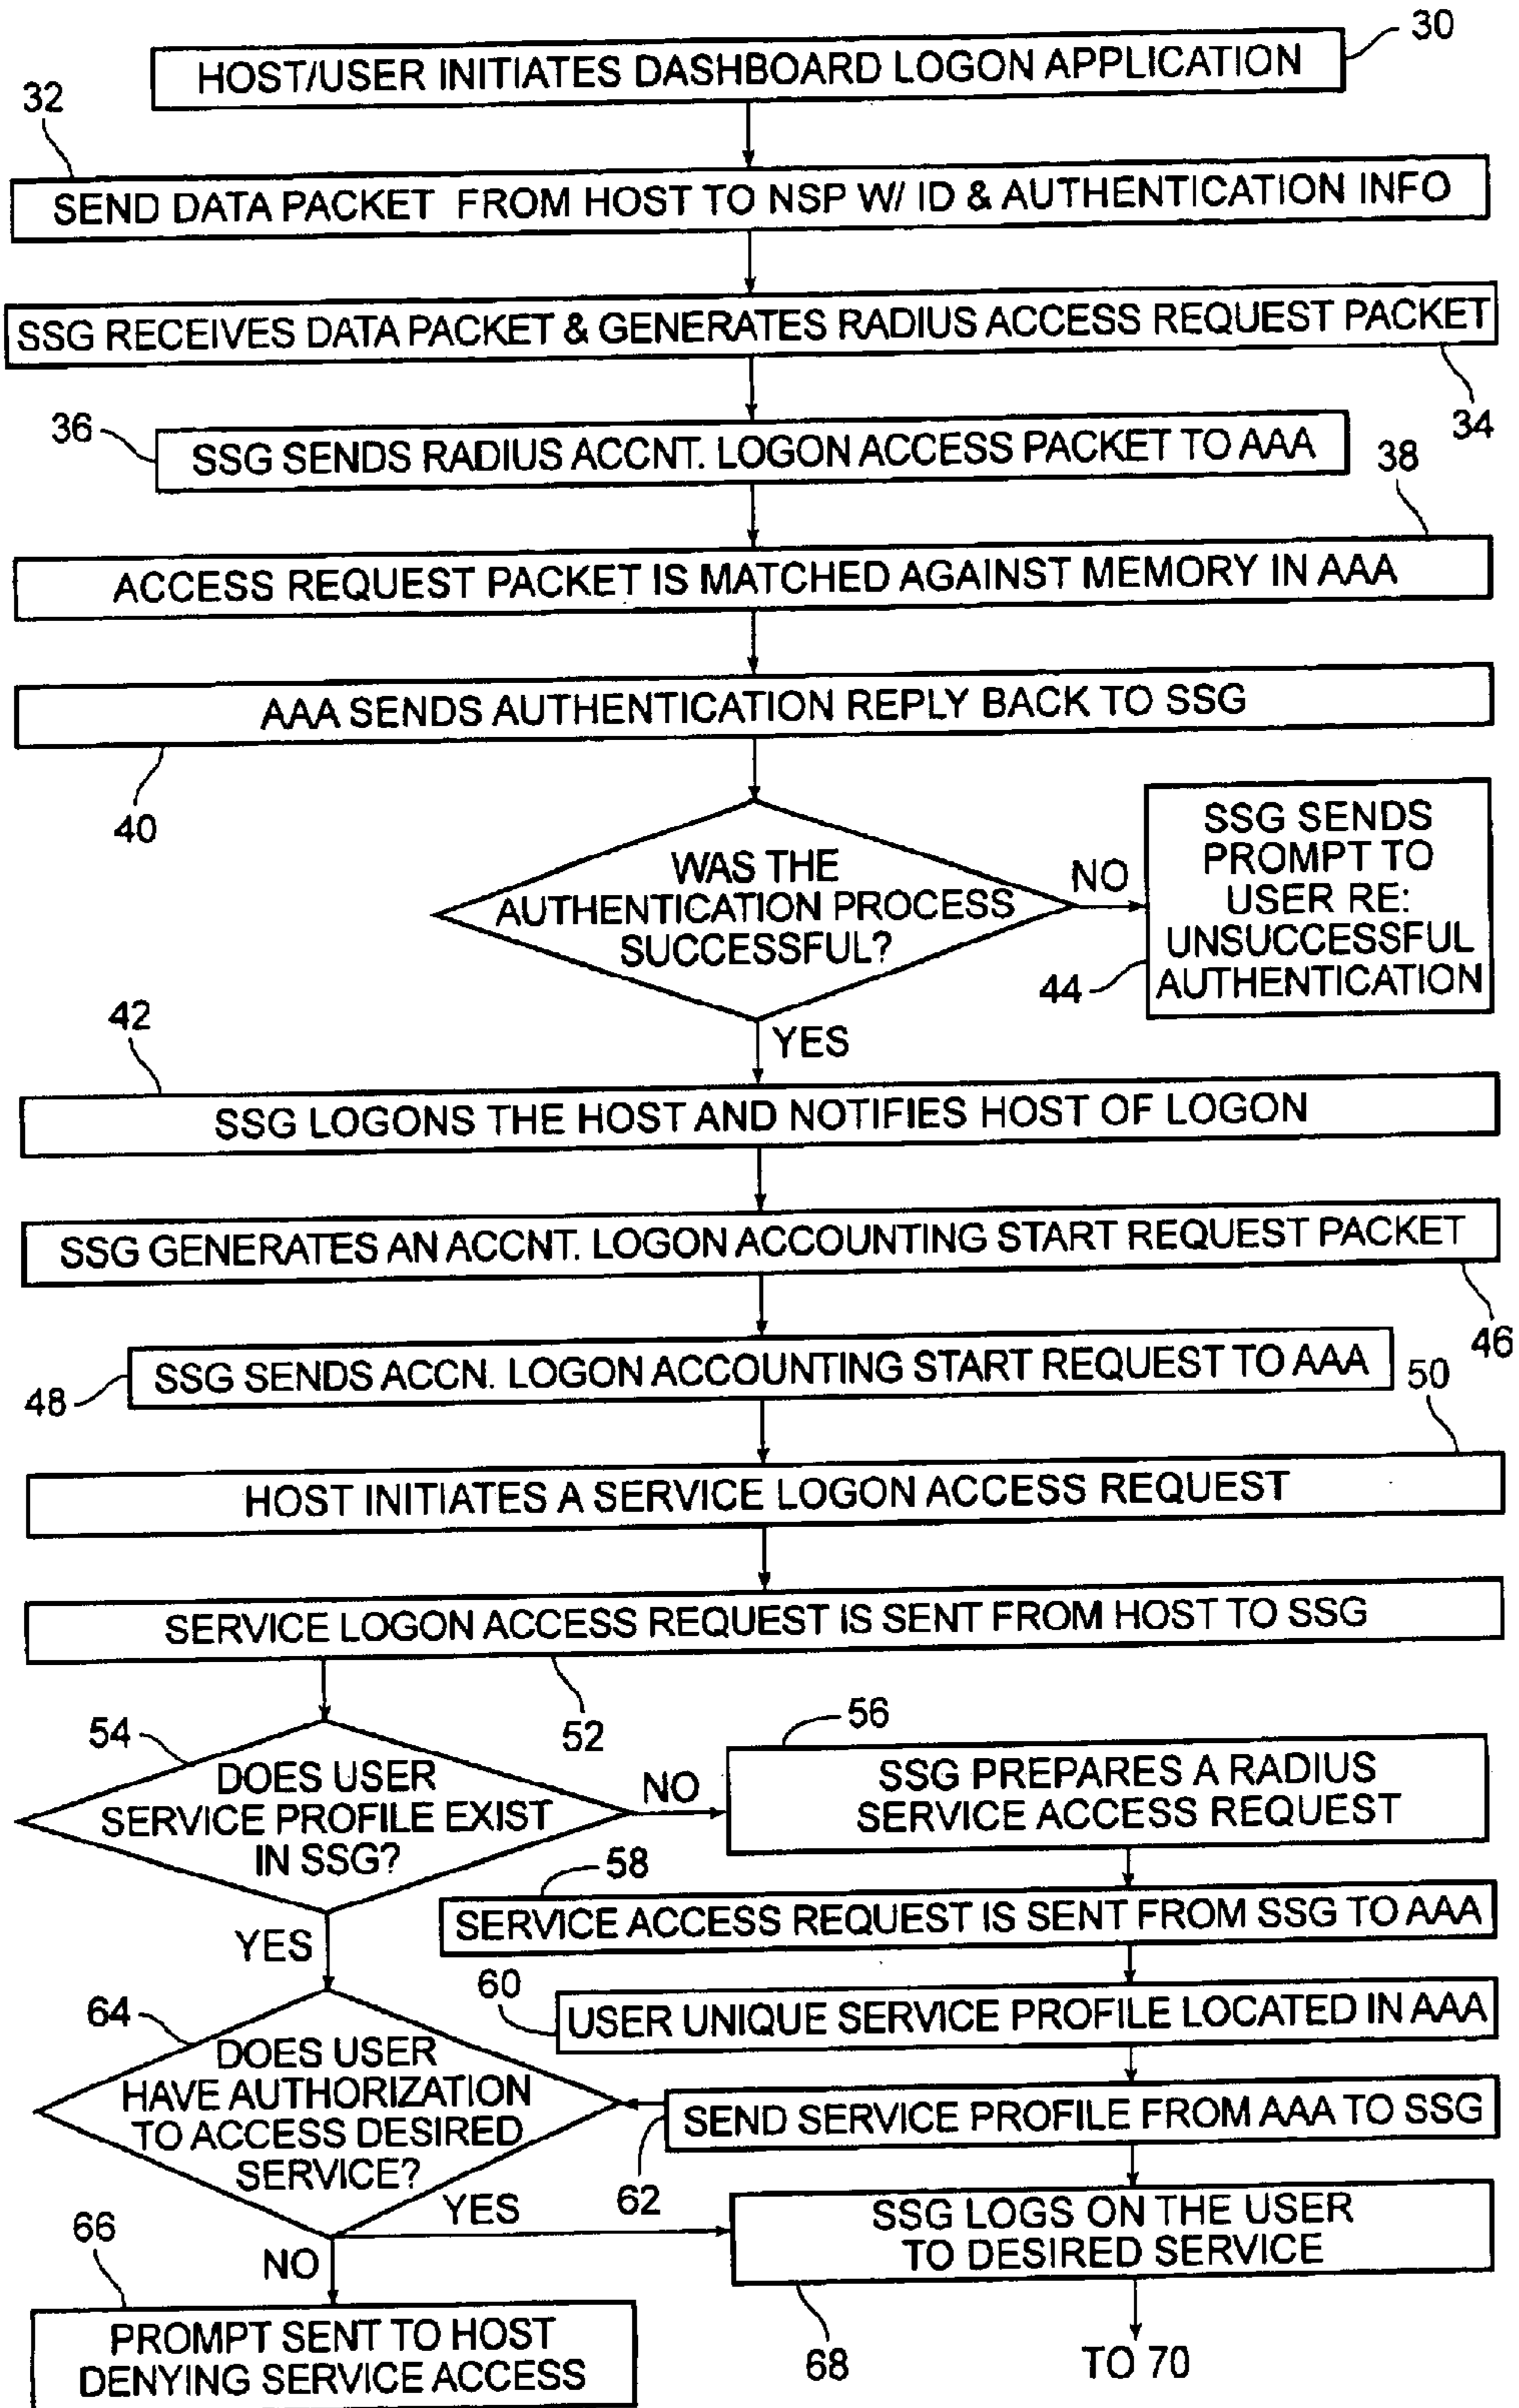 30
HOST/USER INITIATES DASHBOARD LOGON APPLICATION
32
SEND DATA PACKET FROM HOST TO NSP W/ ID & AUTHENTICATION INFO
SSG RECEIVES DATA PACKET & GENERATES RADIUS ACCESS REQUEST PACKET
34
36
SSG SENDS RADIUS ACCNT. LOGON ACCESS PACKET TO AAA
38
ACCESS REQUEST PACKET IS MATCHED AGAINST MEMORY IN AAA
AAA SENDS AUTHENTICATION REPLY BACK TO SSG
40
WAS THE
AUTHENTICATION PROCESS
SUCCESSFUL?
NO
SSG SENDS
PROMPT TO
USER RE:
UNSUCCESSFUL
AUTHENTICATION
44
YES
42
SSG LOGONS THE HOST AND NOTIFIES HOST OF LOGON
SSG GENERATES AN ACCNT. LOGON ACCOUNTING START REQUEST PACKET
46
SSG SENDS ACCN. LOGON ACCOUNTING START REQUEST TO AAA
48
50
HOST INITIATES A SERVICE LOGON ACCESS REQUEST
SERVICE LOGON ACCESS REQUEST IS SENT FROM HOST TO SSG
52
54
DOES USER
SERVICE PROFILE EXIST
IN SSG?
NO
56
SSG PREPARES A RADIUS
SERVICE ACCESS REQUEST
58
SERVICE ACCESS REQUEST IS SENT FROM SSG TO AAA
YES
60
USER UNIQUE SERVICE PROFILE LOCATED IN AAA
64
DOES USER
HAVE AUTHORIZATION
TO ACCESS DESIRED
SERVICE?
SEND SERVICE PROFILE FROM AAA TO SSG
62
YES
SSG LOGS ON THE USER
TO DESIRED SERVICE
66
NO
PROMPT SENT TO HOST
DENYING SERVICE ACCESS
68
TO 70